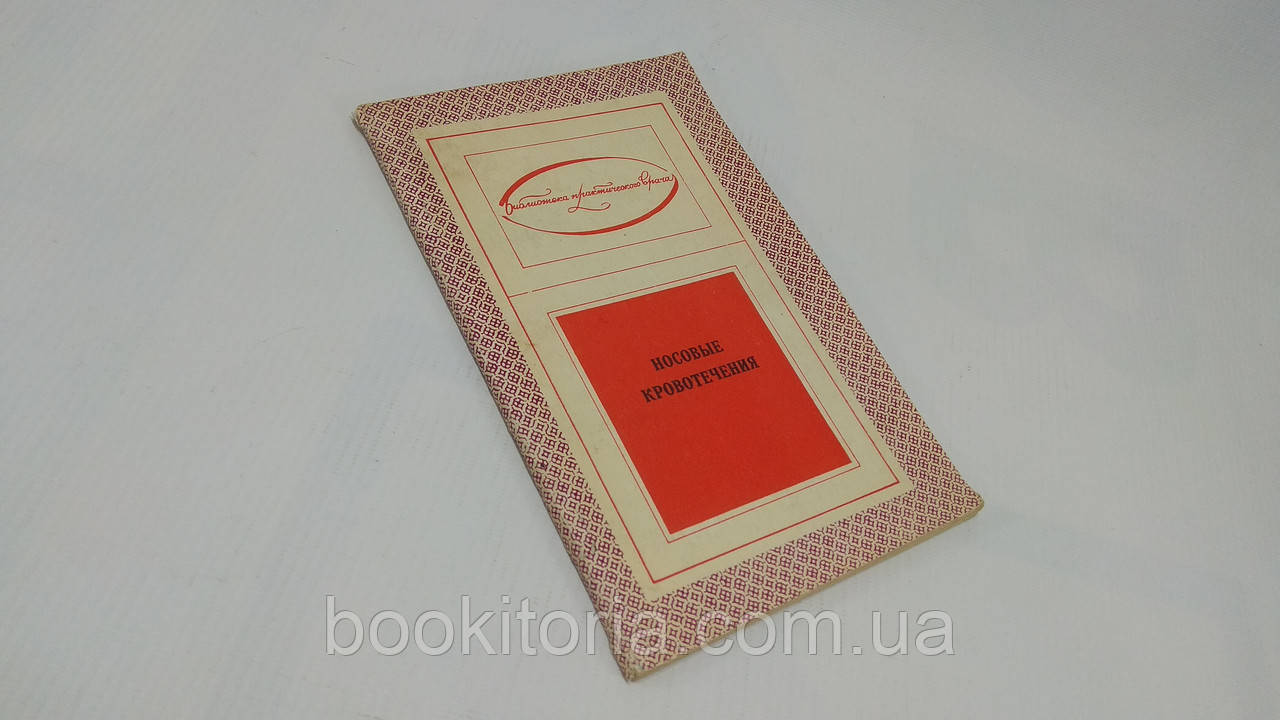 библиотека практического врача
НОСОВЫЕ
КРОВОТЕЧЕНИЯ
bookitoria.com.ua